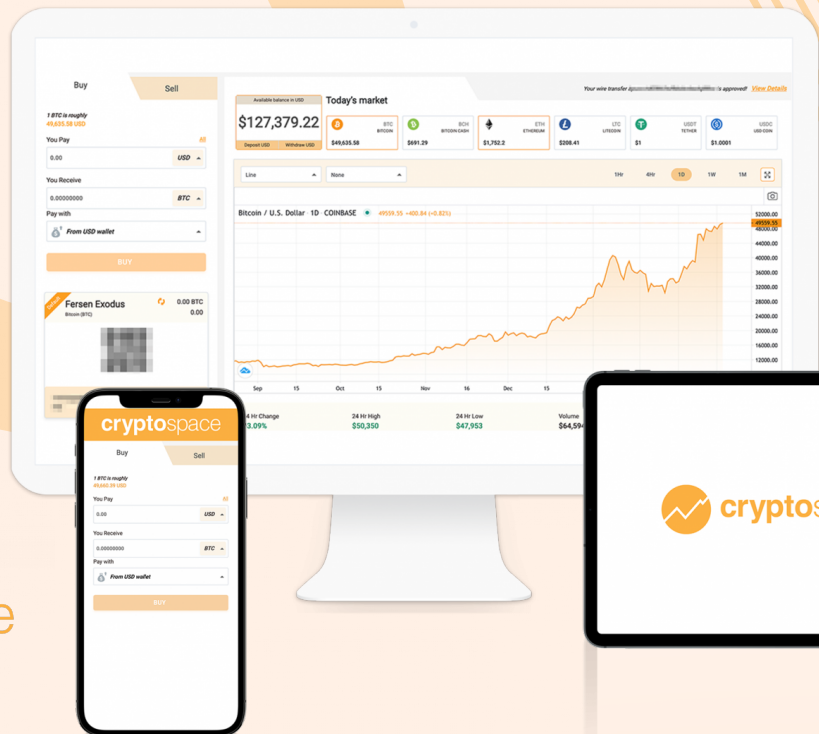 Buy
Sell
1 BTC is roughly
49,635.58 USD
You Pay
0.00
USD
You Receive
0.00000000
BTC
Pay with
From USD wallet
BUY
Default
Fersen Exodus
Bitcoin (BTC)
0.00 BTC
0.00
Available balance in USD
$127,379.22
Deposit USD
Withdraw USD
Today's market
Your wire transfer
is approved!
View Details
BTC
BITCOIN
$49,635.58
BCH
BITCOIN CASH
$691.29
ETH
ETHEREUM
$1,752.2
LTC
LITECOIN
$208.41
USDT
TETHER
$1
USDC
USD-COIN
$1.0001
Line
None
1Hr
4Hr
1D
1W
1M
Bitcoin / U.S. Dollar 1D COINBASE
49559.55 +400.84 (+0.82%)
52000.00
49559.55
48000.00
44000.00
40000.00
36000.00
32000.00
28000.00
24000.00
20000.00
16000.00
12000.00
Sep
15
Oct
15
Nov
16
Dec
15
4 Hr Change
3.09%
24 Hr High
$50,350
24 Hr Low
$47,953
Volume
$64,594
cryptospace
Buy
Sell
1 BTC is roughly
You Pay
0.00
USD
You Receive
0.00000000
BTC
Pay with
From USD wallet
BUY
cryptos
e